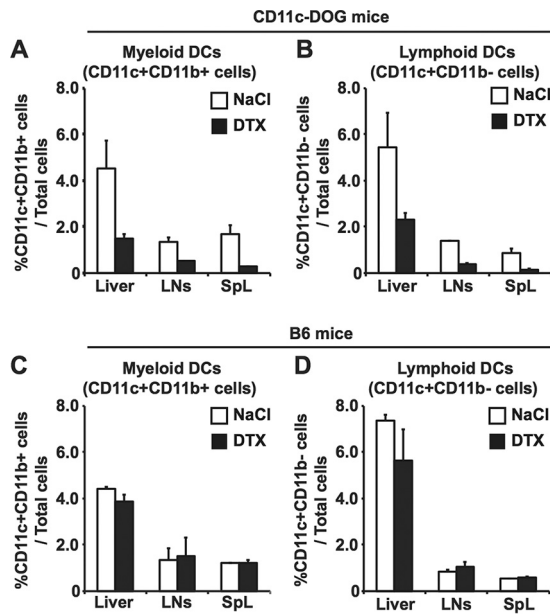 CD11c-DOG mice
A
Myeloid DCs
(CD11c+CD11b+ cells)
%CD11c+CD11b+ cells
/ Total cells
8.0
6.0
4.0
2.0
0
NaCl
DTX
Liver LNs SpL
B
Lymphoid DCs
(CD11c+CD11b- cells)
%CD11c+CD11b- cells
/ Total cells
8.0
6.0
4.0
2.0
0
NaCl
DTX
Liver LNs SpL
B6 mice
C
Myeloid DCs
(CD11c+CD11b+ cells)
%CD11c+CD11b+ cells
/ Total cells
8.0
6.0
4.0
2.0
0
NaCl
DTX
Liver LNs SpL
D
Lymphoid DCs
(CD11c+CD11b- cells)
%CD11c+CD11b- cells
/ Total cells
8.0
6.0
4.0
2.0
0
NaCl
DTX
Liver LNs SpL